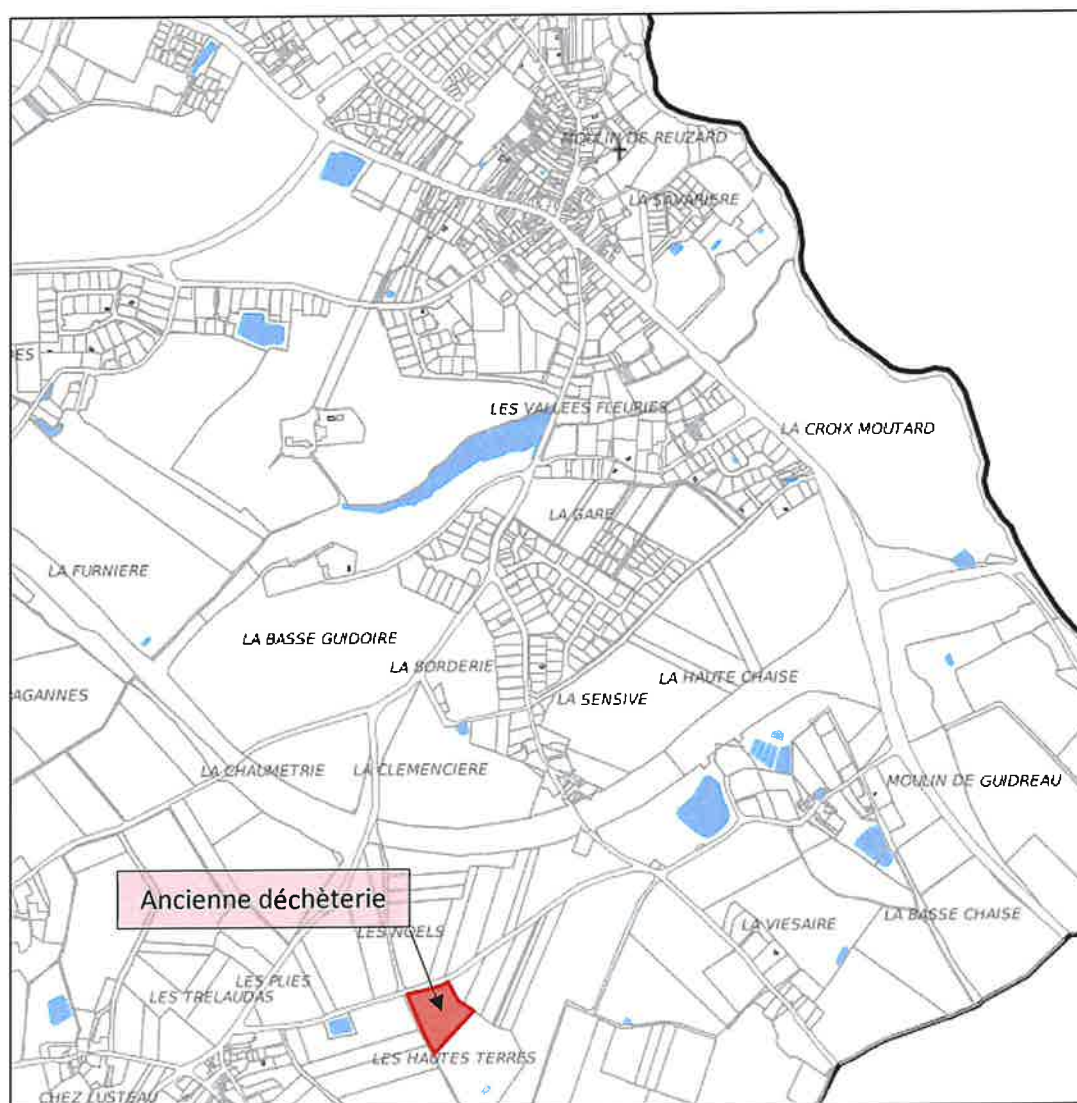 MOULIN DE REUZARD
LA SAVARIERE
LES VALLEES FLEURIES
LA CROIX MOUTARD
LA GARE
LA FURNIERE
LA BASSE GUIDOIRE
LA BORDERIE
LA HAUTE CHAISE
AGANNES
LA SENSIVE
LA CHAUMETRIE
LA CLEMENCIERE
MOULIN DE GUIDREAU
Ancienne déchèterie
LA BASSE CHAISE
LA VIESAIRE
LES NOELS
LES PLIES
LES TRELAUDAS
LES HAUTES TERRES
CHEZ LUSTEAU